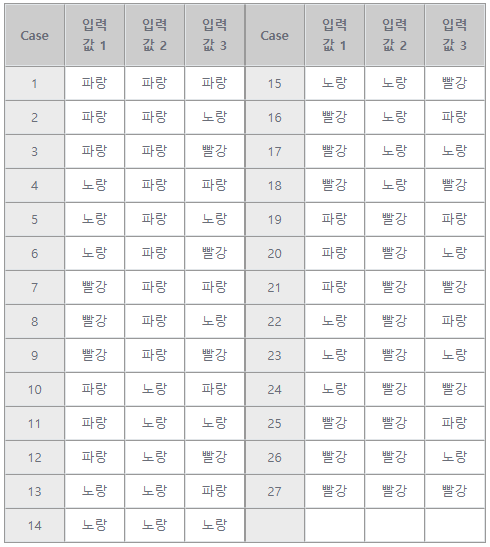 Case 입력 값 1 입력 값 2 입력 값 3 Case 입력 값 1 입력 값 2 입력 값 3
1 파랑 파랑 파랑 15 노랑 노랑 빨강
2 파랑 파랑 노랑 16 빨강 노랑 파랑
3 파랑 파랑 빨강 17 빨강 노랑 노랑
4 노랑 파랑 파랑 18 빨강 노랑 빨강
5 노랑 파랑 노랑 19 파랑 빨강 파랑
6 노랑 파랑 빨강 20 파랑 빨강 노랑
7 빨강 파랑 파랑 21 파랑 빨강 빨강
8 빨강 파랑 노랑 22 노랑 빨강 파랑
9 빨강 파랑 빨강 23 노랑 빨강 노랑
10 파랑 노랑 파랑 24 노랑 빨강 빨강
11 파랑 노랑 노랑 25 빨강 빨강 파랑
12 파랑 노랑 빨강 26 빨강 빨강 노랑
13 노랑 노랑 파랑 27 빨강 빨강 빨강
14 노랑 노랑 노랑